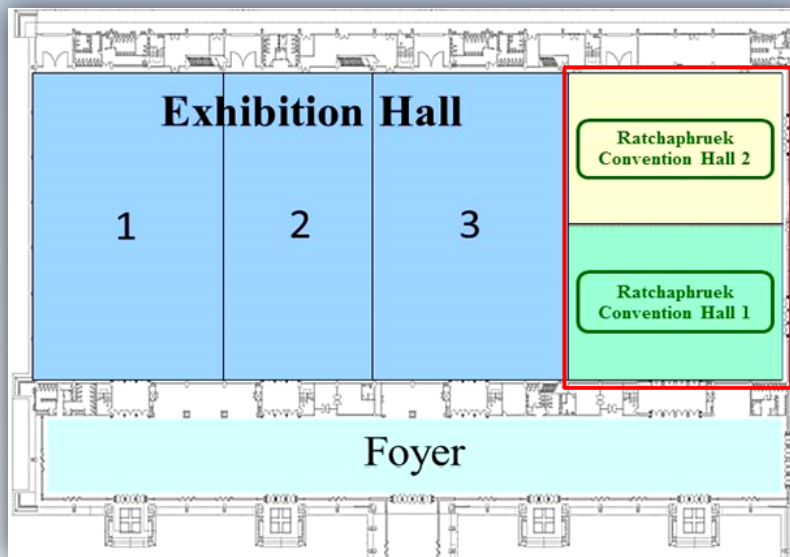 Exhibition Hall
1
2
3
Ratchaphruek
Convention Hall 2
Ratchaphruek
Convention Hall 1
Foyer